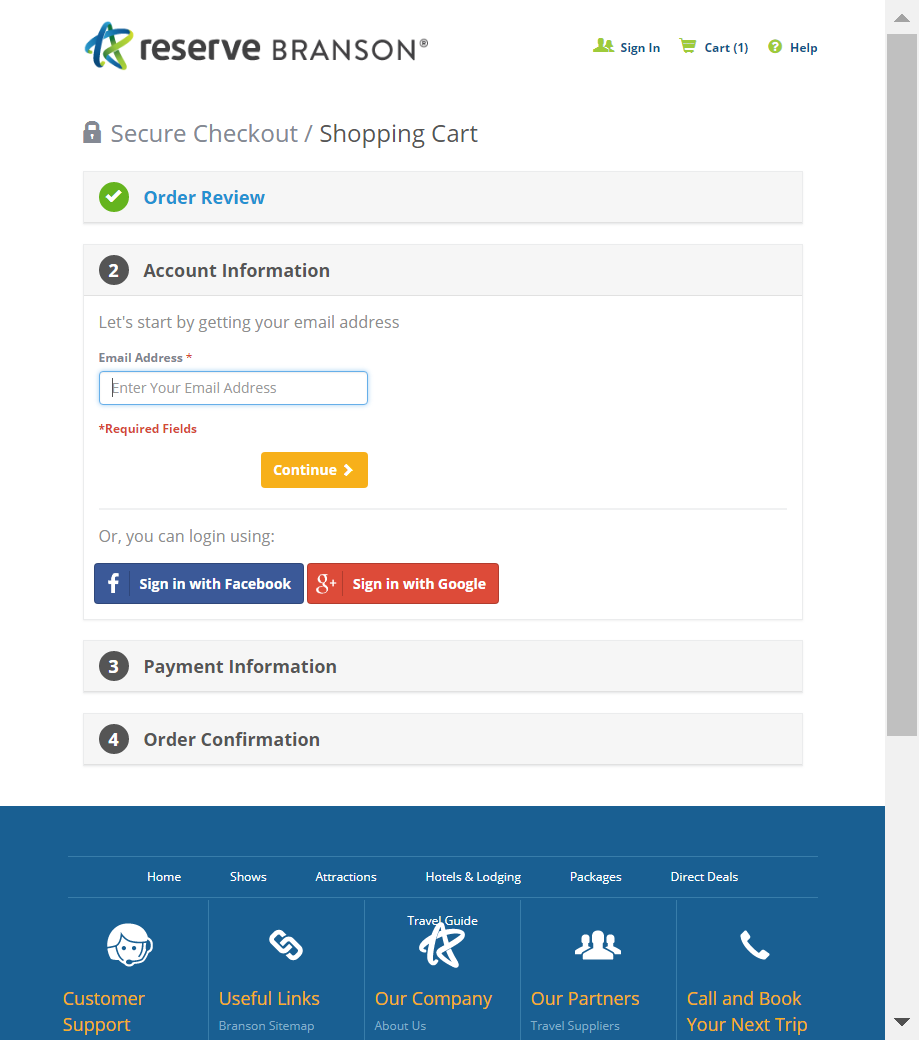 reserve BRANSON®
Sign In
Cart (1)
Help
Secure Checkout / Shopping Cart
Order Review
2 Account Information
Let's start by getting your email address
Email Address *
Enter Your Email Address
*Required Fields
Continue
Or, you can login using:
f Sign in with Facebook
g+ Sign in with Google
3 Payment Information
4 Order Confirmation
Home
Shows
Attractions
Hotels & Lodging
Packages
Direct Deals
Travel Guide
Customer
Support
Useful Links
Branson Sitemap
Our Company
About Us
Our Partners
Travel Suppliers
Call and Book
Your Next Trip